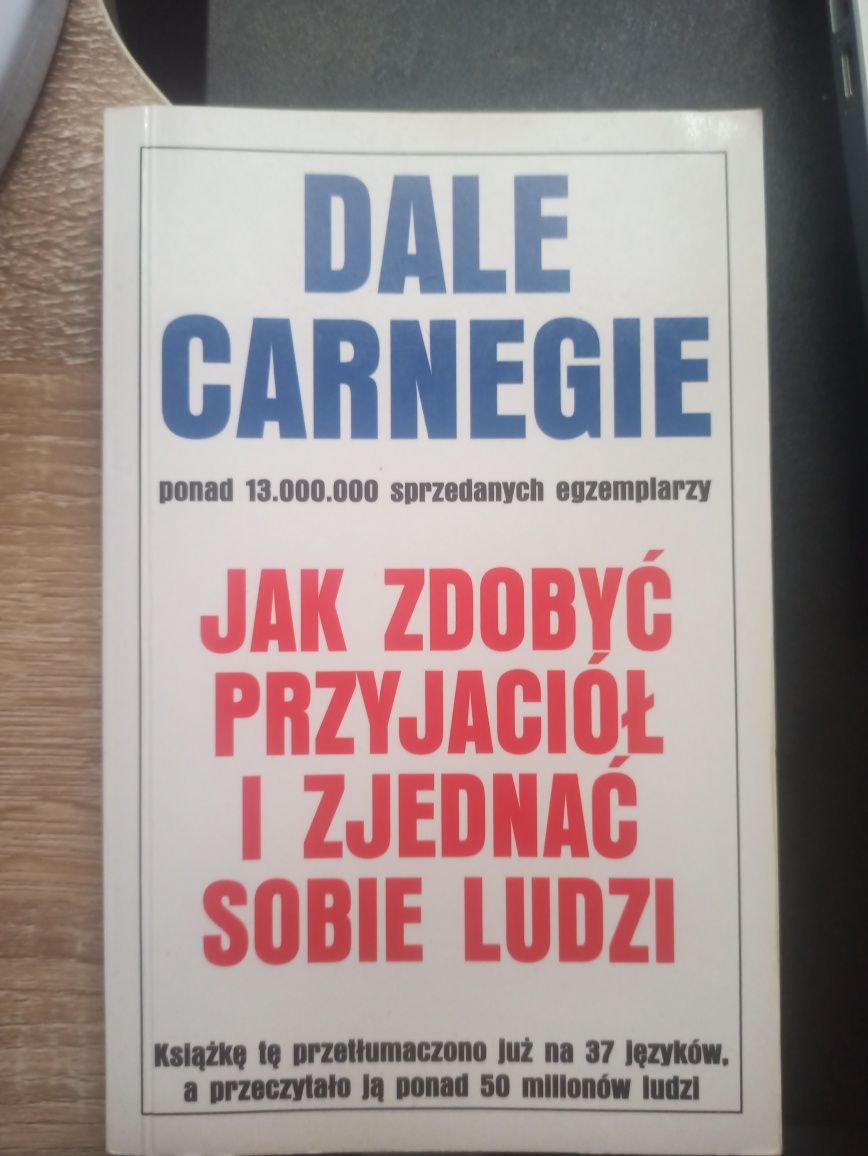 DALE
CARNEGIE
ponad 13.000.000 sprzedanych egzemplarzy
JAK ZDOBYĆ
PRZYJACIÓŁ
I ZJEDNAĆ
SOBIE LUDZI
Książkę tę przetłumaczono już na 37 języków,
a przeczytało ją ponad 50 milionów ludzi